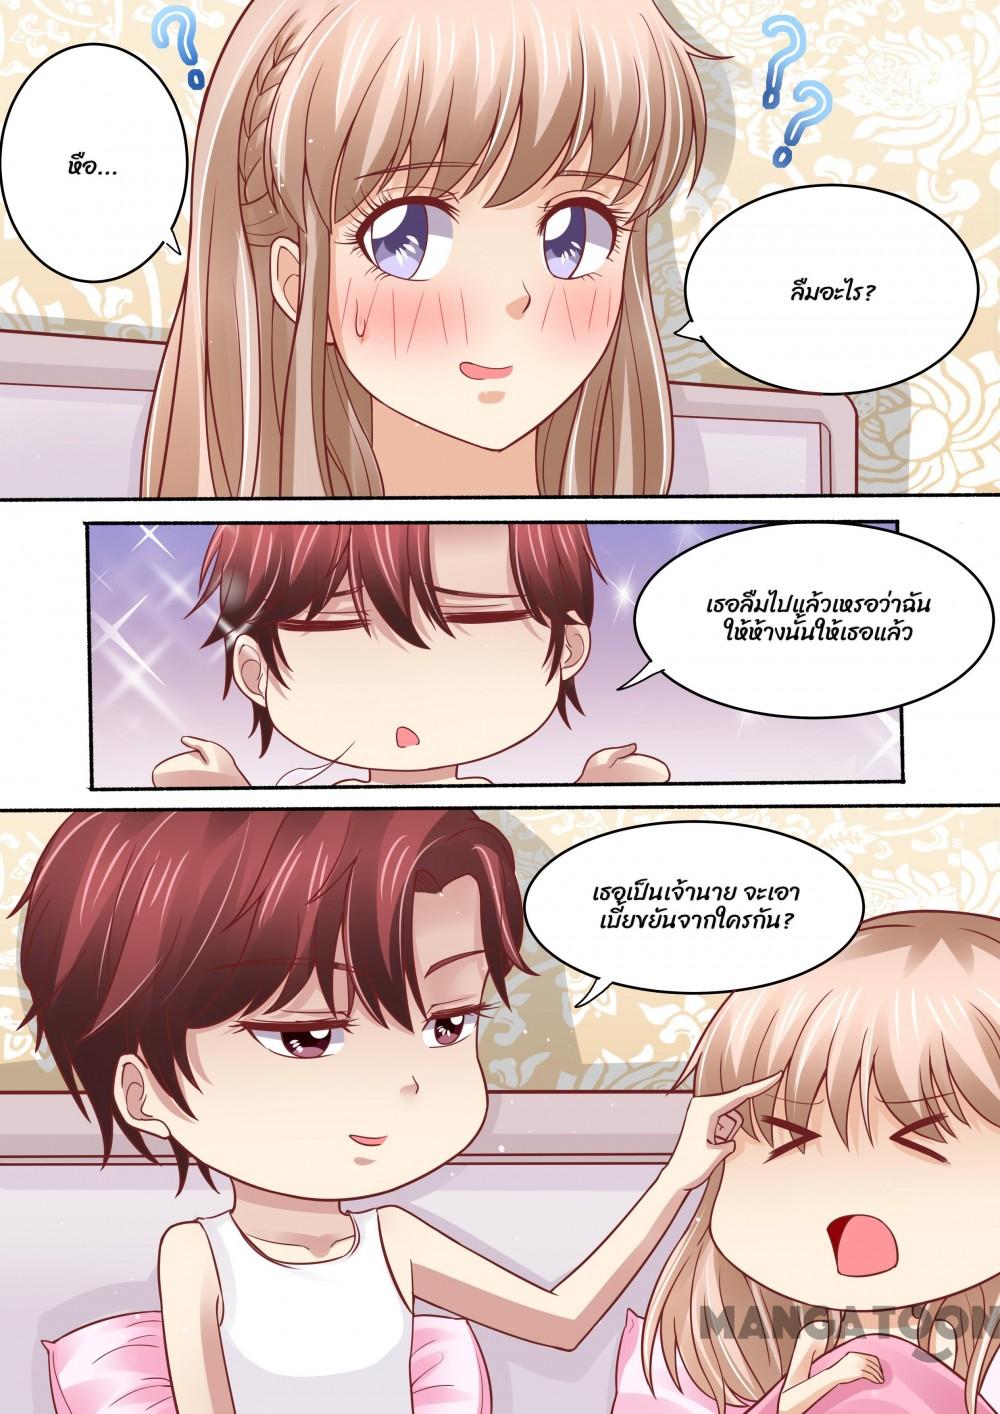 หือ...
ลืมอะไร?
เธอลืมไปแล้วเหรอว่าฉัน
ให้ห้างนั้นให้เธอแล้ว
เธอเป็นเจ้านาย จะเอา
เบี้ยขยันจากใครกัน?
MANGATOON